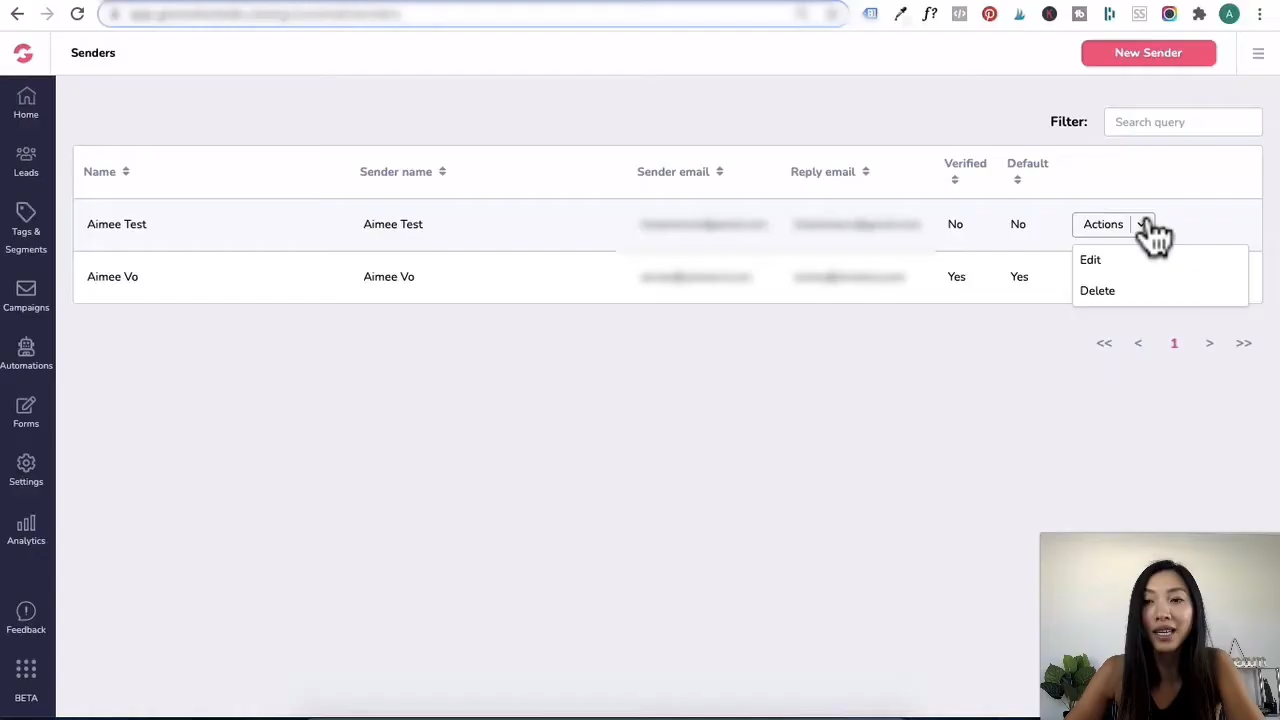 f?
SS
A
Senders
New Sender
Home
Leads
Tags &
Segments
Campaigns
Automations
Forms
Settings
Analytics
Feedback
BETA
Filter: Search query
Name Sender name Sender email Reply email Verified Default
Aimee Test Aimee Test No No Actions
Edit
Delete
Aimee Vo Aimee Vo Yes Yes
<< < 1 > >>